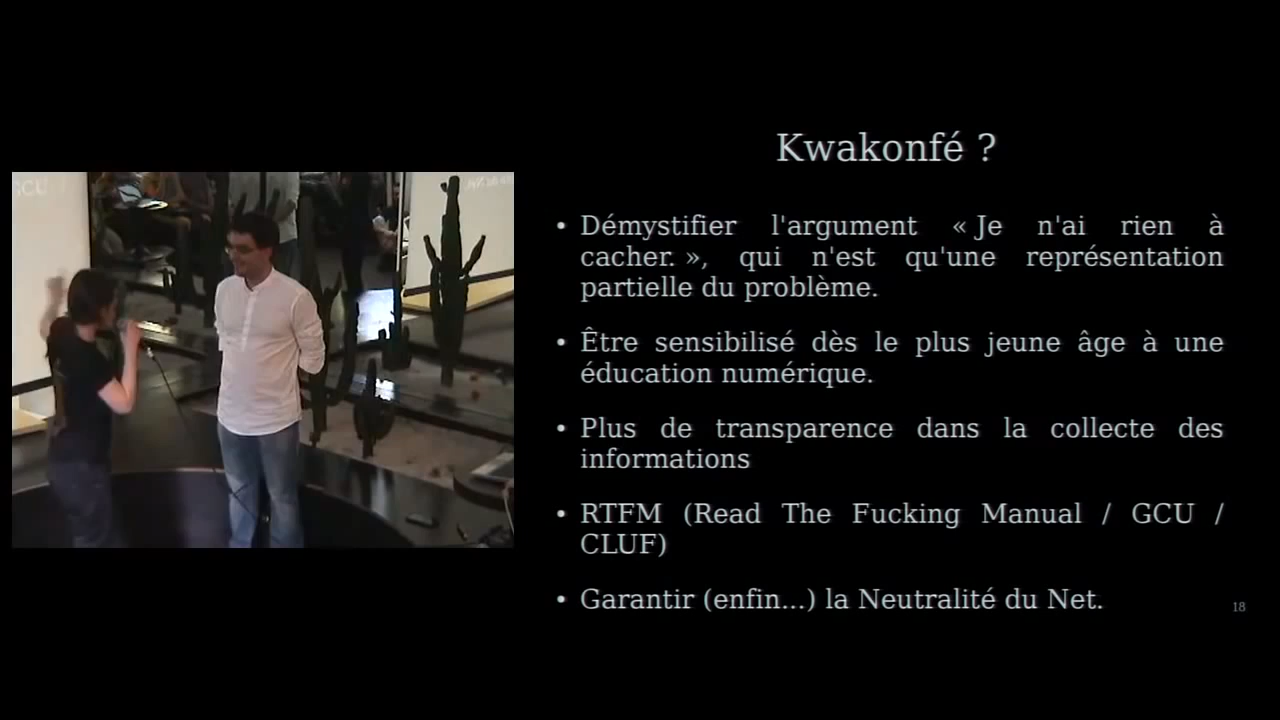 Kwakonfé ?
• Démystifier l'argument « Je n'ai rien à
cacher. », qui n'est qu'une représentation
partielle du problème.
• Être sensibilisé dès le plus jeune âge à une
éducation numérique.
• Plus de transparence dans la collecte des
informations
• RTFM (Read The Fucking Manual / GCU /
CLUF)
• Garantir (enfin...) la Neutralité du Net.
18